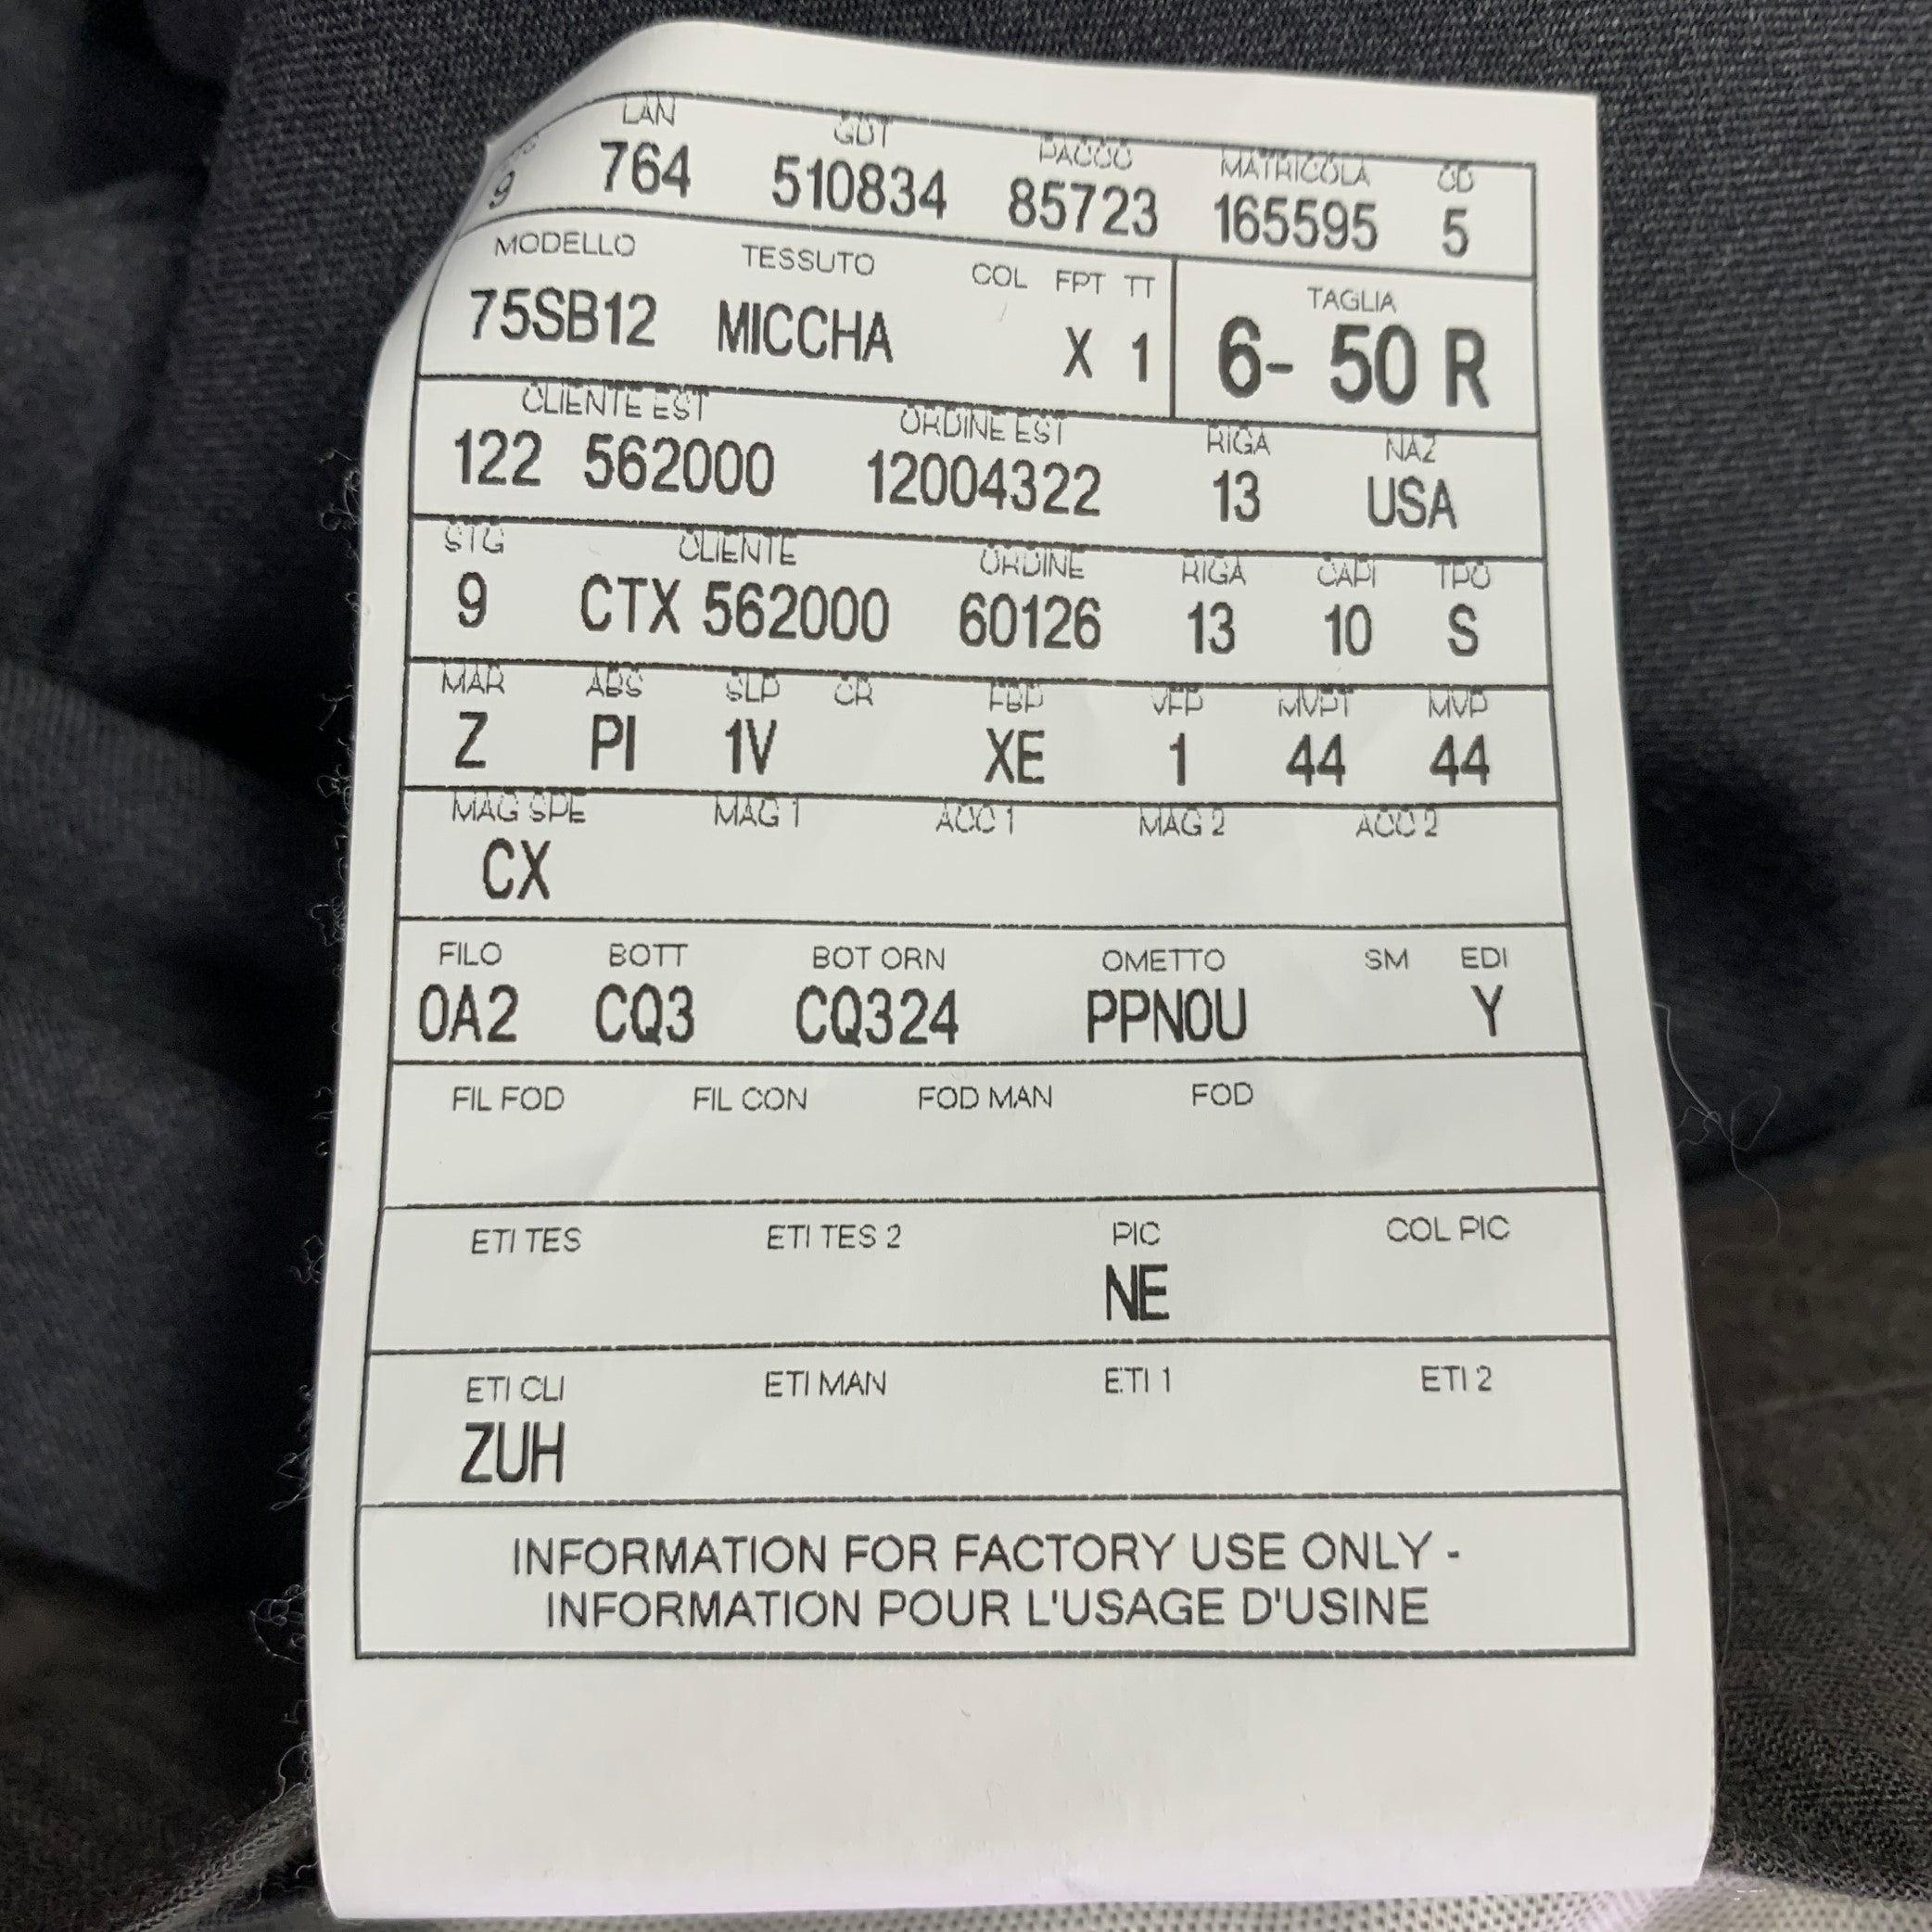 LAN GDT PACCO MATRICOLA CD
9 764 510834 85723 165595 5
MODELLO TESSUTO COL FPT TT TAGLIA
75SB12 MICCHA X 1 6- 50 R
CLIENTE EST ORDINE EST RIGA NAZ
122 562000 12004322 13 USA
STG CLIENTE ORDINE RIGA CAPI TPO
9 CTX 562000 60126 13 10 S
MAR ABS SLP CR FBP VFP MVPT MVP
Z PI 1V XE 1 44 44
MAG SPE MAG 1 ACC 1 MAG 2 ACC 2
CX
FILO BOTT BOT ORN OMETTO SM EDI
0A2 CQ3 CQ324 PPN0U Y
FIL FOD FIL CON FOD MAN FOD
ETI TES ETI TES 2 PIC COL PIC
NE
ETI CLI ETI MAN ETI 1 ETI 2
ZUH
INFORMATION FOR FACTORY USE ONLY -
INFORMATION POUR L'USAGE D'USINE